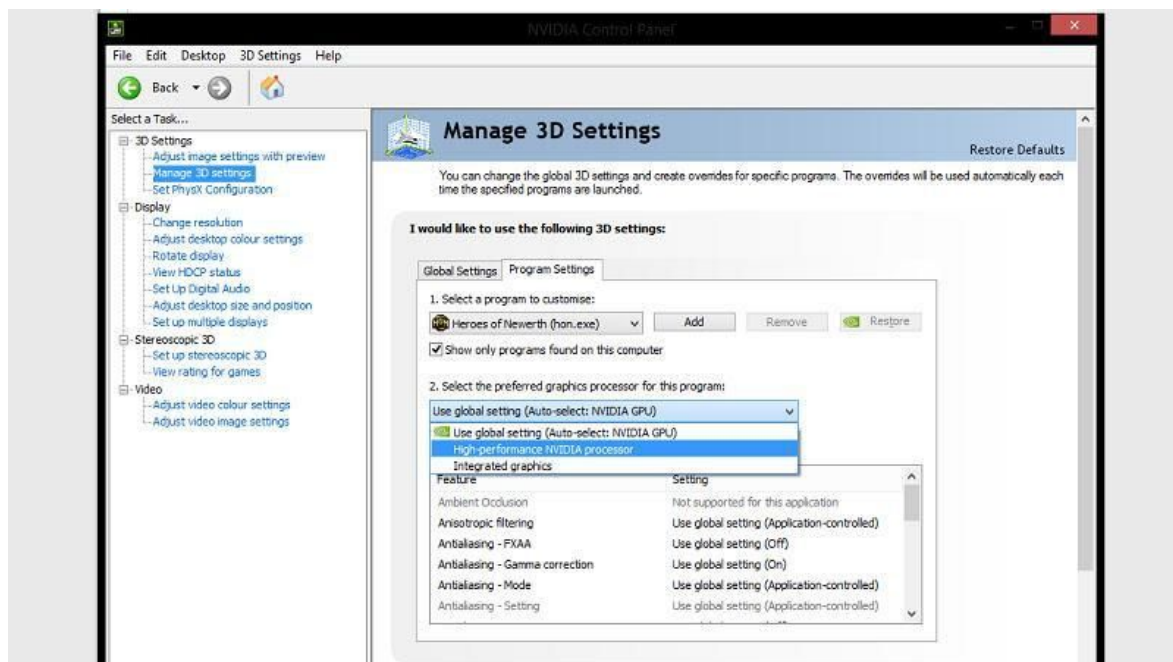 NVIDIA Control Panel
File Edit Desktop 3D Settings Help
Back
Select a Task...
3D Settings
Adjust image settings with preview
Manage 3D settings
Set PhysX Configuration
Display
Change resolution
Adjust desktop colour settings
Rotate display
View HDCP status
Set Up Digital Audio
Adjust desktop size and position
Set up multiple displays
Stereoscopic 3D
Set up stereoscopic 3D
View rating for games
Video
Adjust video colour settings
Adjust video image settings
Manage 3D Settings
Restore Defaults
You can change the global 3D settings and create overrides for specific programs. The overrides will be used automatically each
time the specified programs are launched.
I would like to use the following 3D settings:
Global Settings Program Settings
1. Select a program to customise:
Heroes of Newerth (hon.exe) Add Remove Restore
Show only programs found on this computer
2. Select the preferred graphics processor for this program:
Use global setting (Auto-select: NVIDIA GPU)
Use global setting (Auto-select: NVIDIA GPU)
High-performance NVIDIA processor
Integrated graphics
Feature Setting
Ambient Occlusion Not supported for this application
Anisotropic filtering Use global setting (Application-controlled)
Antialiasing - FXAA Use global setting (Off)
Antialiasing - Gamma correction Use global setting (On)
Antialiasing - Mode Use global setting (Application-controlled)
Antialiasing - Setting Use global setting (Application-controlled)